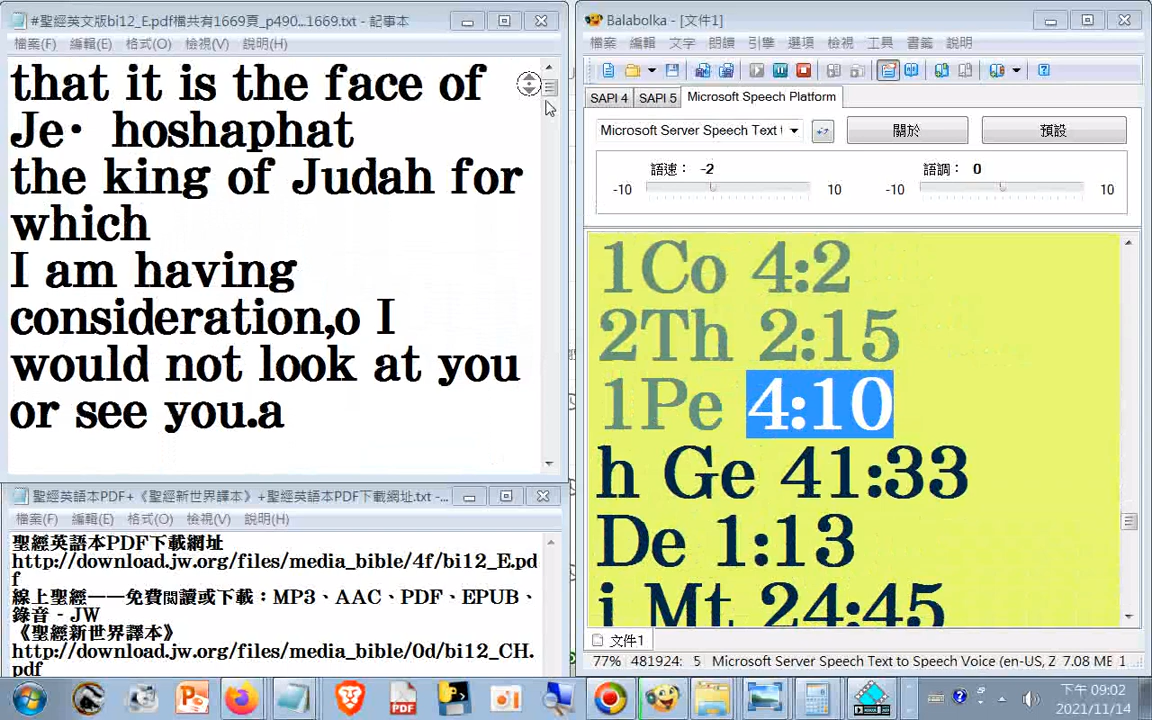 #聖經英文版bi12_E.pdf檔共有1669頁_p490...1669.txt - 記事本
檔案(F) 編輯(E) 格式(O) 檢視(V) 說明(H)
that it is the face of
Je· hoshaphat
the king of Judah for
which
I am having
consideration,o I
would not look at you
or see you.a
聖經英語本PDF+《聖經新世界譯本》+聖經英語本PDF下載網址.txt -...
檔案(F) 編輯(E) 格式(O) 檢視(V) 說明(H)
聖經英語本PDF下載網址
http://download.jw.org/files/media_bible/4f/bi12_E.pd
f
線上聖經——免費閱讀或下載：MP3、AAC、PDF、EPUB、
錄音 - JW
《聖經新世界譯本》
http://download.jw.org/files/media_bible/0d/bi12_CH.
pdf
Balabolka - [文件1]
檔案 編輯 文字 朗讀 引擎 選項 檢視 工具 書籤 說明
SAPI 4 SAPI 5 Microsoft Speech Platform
Microsoft Server Speech Text 關於 預設
語速： -2 語調： 0
-10 10 -10 10
1Co 4:2
2Th 2:15
1Pe 4:10
h Ge 41:33
De 1:13
i Mt 24:45
文件1
77% 481924: 5 Microsoft Server Speech Text to Speech Voice (en-US, Z 7.08 ME 1
下午 09:02
2021/11/14